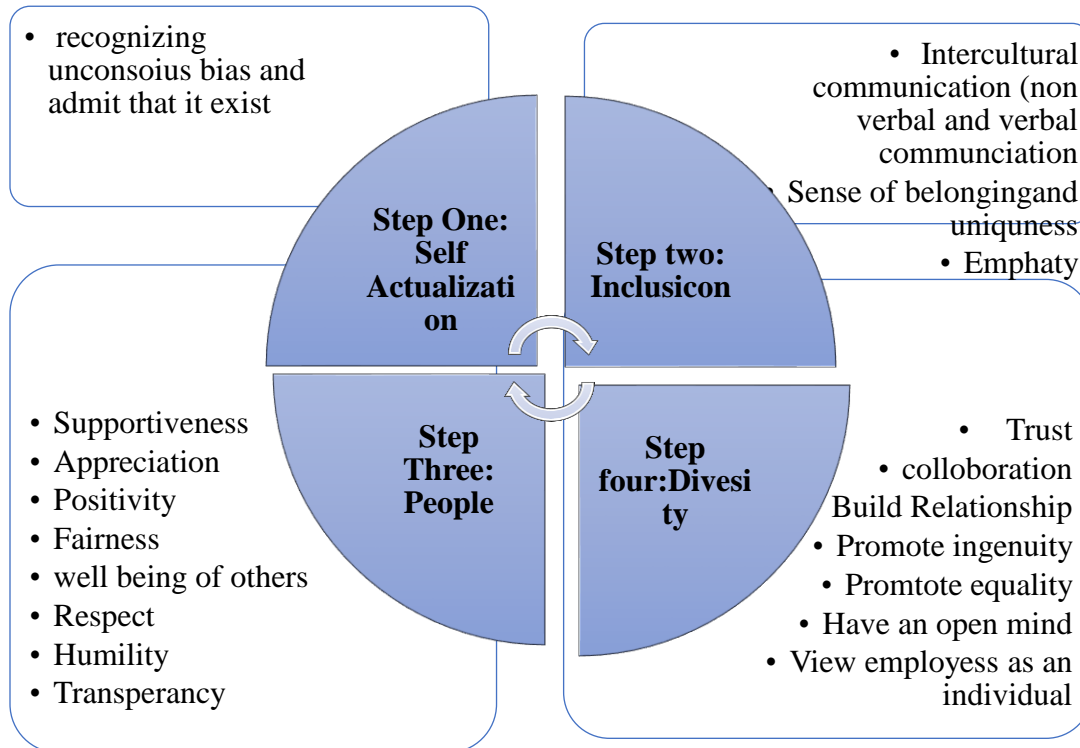 • recognizing
unconsoius bias and
admit that it exist
• Intercultural
communication (non
verbal and verbal
communciation
• Sense of belongingand
uniquness
• Emphaty
Step One:
Self
Actualizati
on
Step two:
Inclusicon
Step
Three:
People
Step
four:Divesi
ty
• Supportiveness
• Appreciation
• Positivity
• Fairness
• well being of others
• Respect
• Humility
• Transperancy
• Trust
• colloboration
Build Relationship
• Promote ingenuity
• Promtote equality
• Have an open mind
• View employess as an
individual